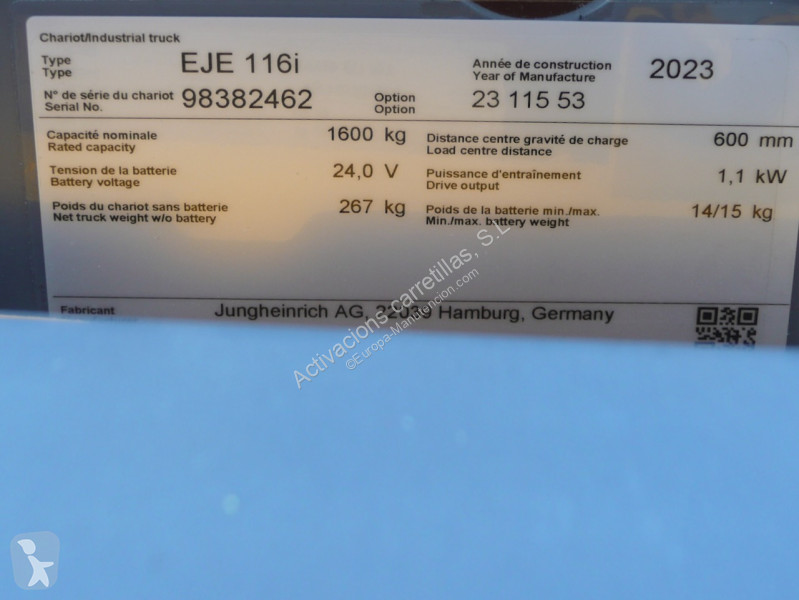 Chariot/Industrial truck
Type EJE 116i Année de construction 2023
Type Year of Manufacture
N° de série du chariot 98382462 Option 23 115 53
Serial No. Option
Capacité nominale 1600 kg Distance centre gravité de charge 600 mm
Rated capacity Load centre distance
Tension de la batterie 24,0 V Puissance d'entraînement 1,1 kW
Battery voltage Drive output
Poids du chariot sans batterie 267 kg Poids de la batterie min./max. 14/15 kg
Net truck weight w/o battery Min./max. battery weight
Fabricant Jungheinrich AG, 22039 Hamburg, Germany
Activacions carretillas, S.L
©Europa-Manutencion.com